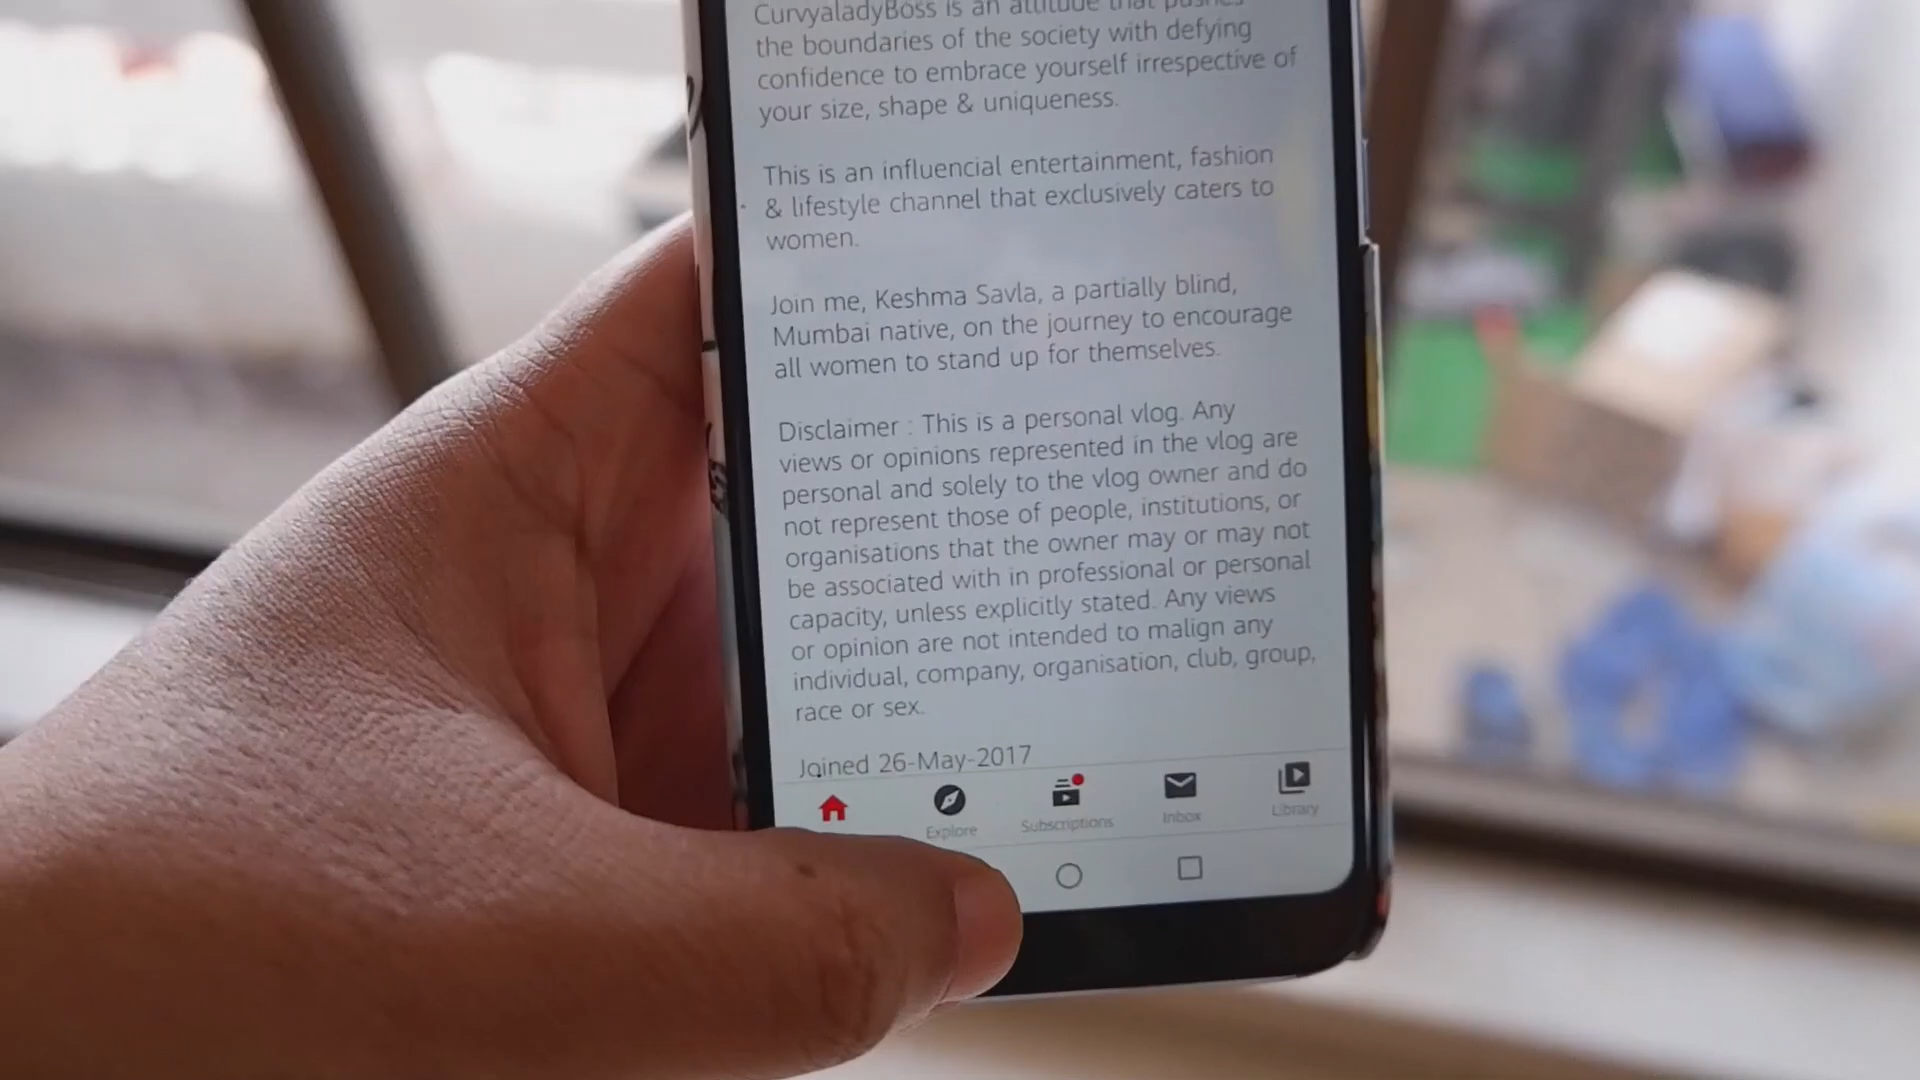 CurvyaladyBoss is an attitude that pushes
the boundaries of the society with defying
confidence to embrace yourself irrespective of
your size, shape & uniqueness.
This is an influencial entertainment, fashion
& lifestyle channel that exclusively caters to
women.
Join me, Keshma Savla, a partially blind,
Mumbai native, on the journey to encourage
all women to stand up for themselves.
Disclaimer : This is a personal vlog. Any
views or opinions represented in the vlog are
personal and solely to the vlog owner and do
not represent those of people, institutions, or
organisations that the owner may or may not
be associated with in professional or personal
capacity, unless explicitly stated. Any views
or opinion are not intended to malign any
individual, company, organisation, club, group,
race or sex.
Joined 26-May-2017
Explore Subscriptions Inbox Library